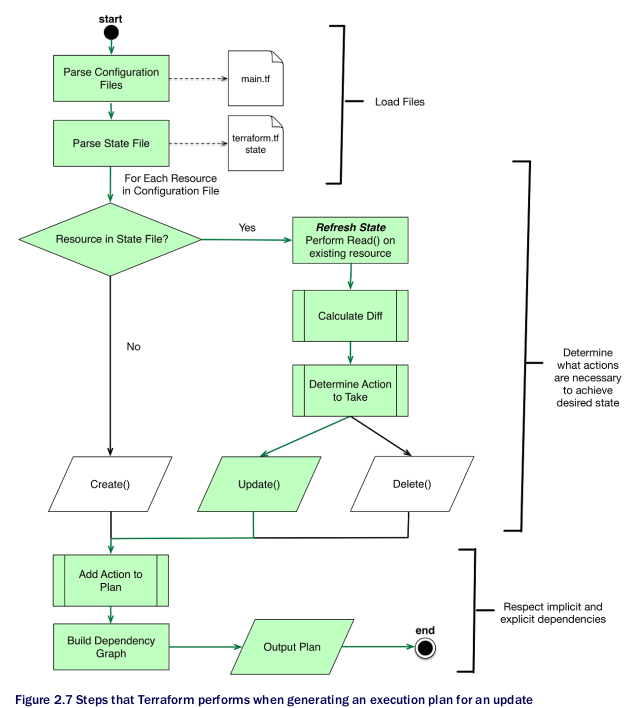 start
Parse Configuration
Files
main.tf
Load Files
Parse State File
terraform.tf
state
For Each Resource
in Configuration File
Resource in State File?
Yes
Refresh State
Perform Read() on
existing resource
Calculate Diff
No
Determine Action
to Take
Determine
what actions
are necessary
to achieve
desired state
Create()
Update()
Delete()
Add Action to
Plan
Respect implicit and
explicit dependencies
Build Dependency
Graph
Output Plan
end
Figure 2.7 Steps that Terraform performs when generating an execution plan for an update